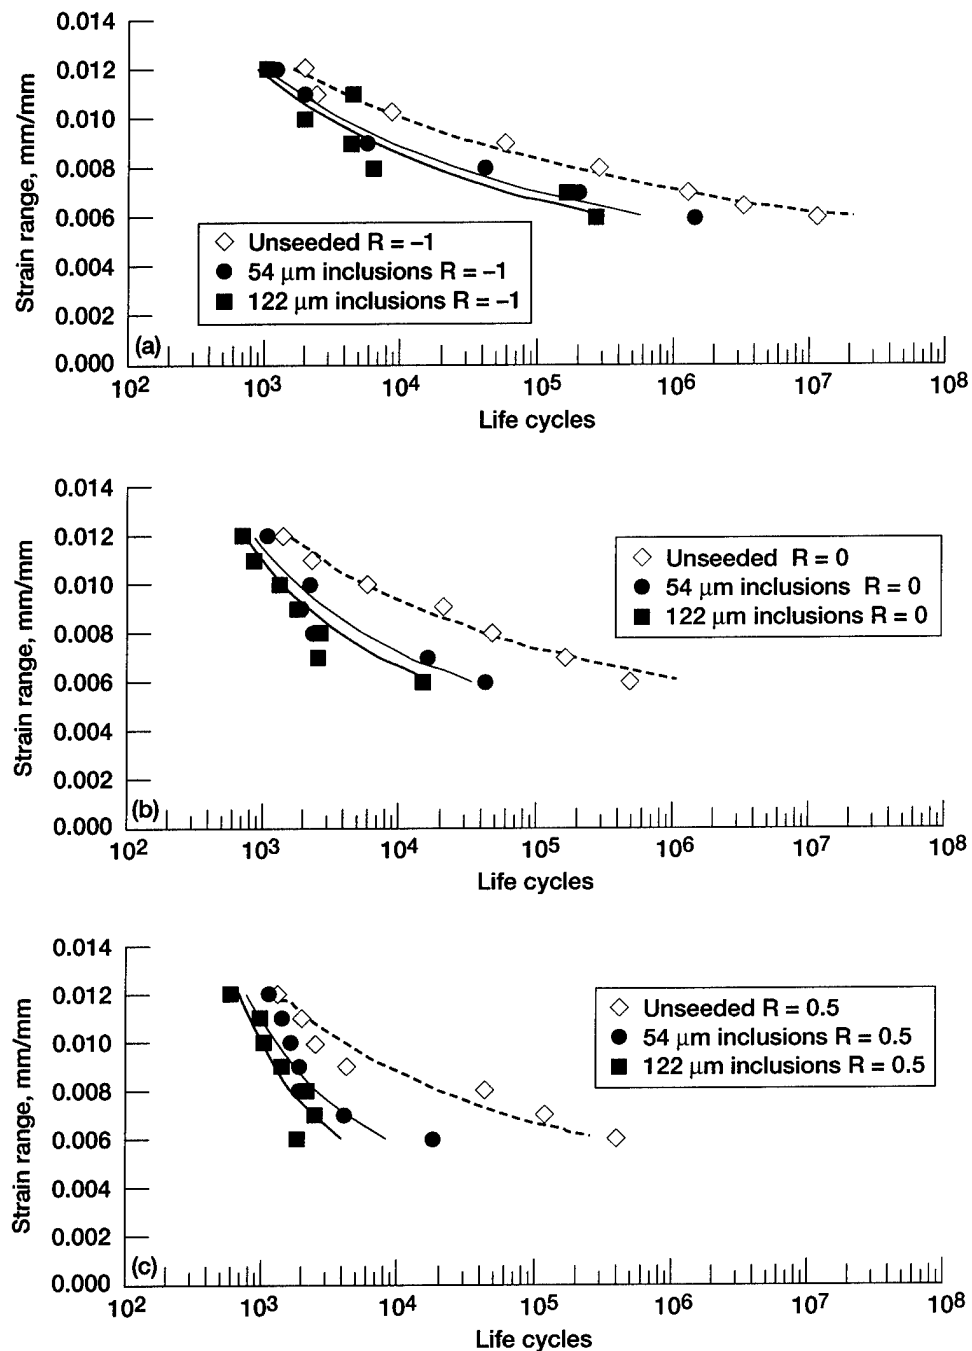 0.014
0.012
0.010
0.008
0.006
0.004
0.002
0.000
Strain range, mm/mm
Unseeded R = –1
54 µm inclusions R = –1
122 µm inclusions R = –1
(a)
10² 10³ 10⁴ 10⁵ 10⁶ 10⁷ 10⁸
Life cycles
0.014
0.012
0.010
0.008
0.006
0.004
0.002
0.000
Strain range, mm/mm
Unseeded R = 0
54 µm inclusions R = 0
122 µm inclusions R = 0
(b)
10² 10³ 10⁴ 10⁵ 10⁶ 10⁷ 10⁸
Life cycles
0.014
0.012
0.010
0.008
0.006
0.004
0.002
0.000
Strain range, mm/mm
Unseeded R = 0.5
54 µm inclusions R = 0.5
122 µm inclusions R = 0.5
(c)
10² 10³ 10⁴ 10⁵ 10⁶ 10⁷ 10⁸
Life cycles